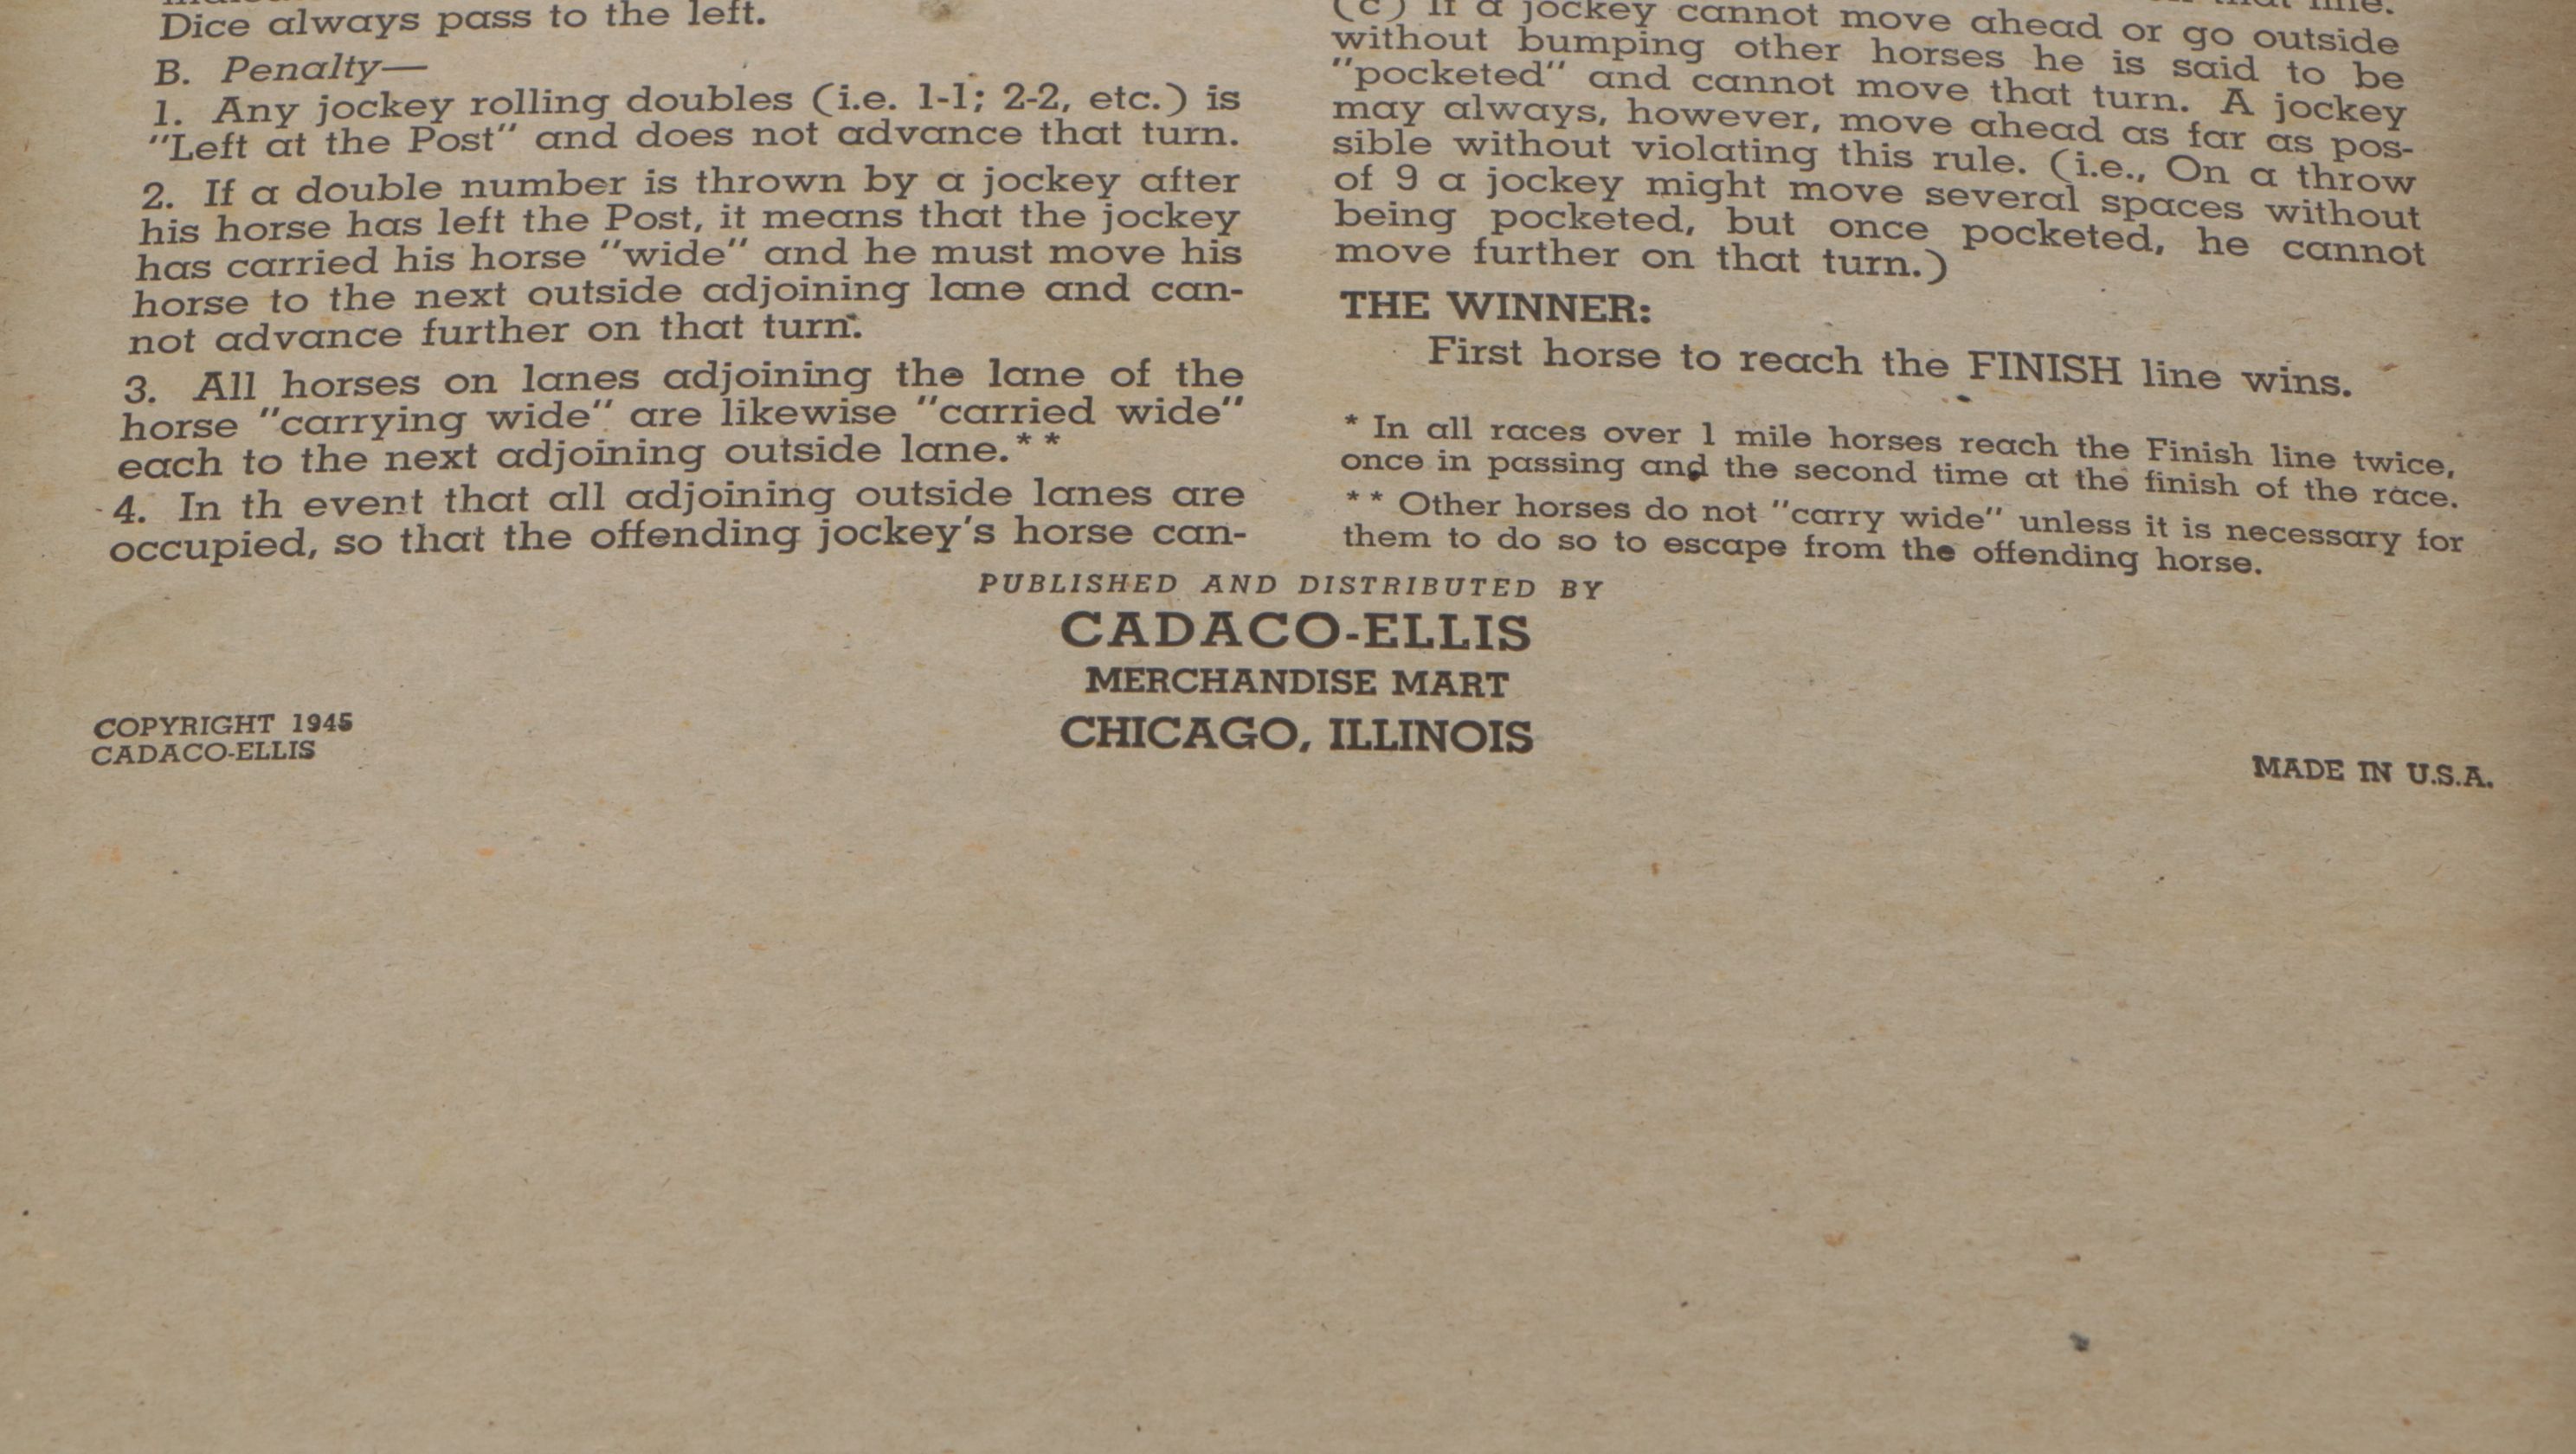 Dice always pass to the left.
B. Penalty—
1. Any jockey rolling doubles (i.e. 1-1; 2-2, etc.) is
"Left at the Post" and does not advance that turn.
2. If a double number is thrown by a jockey after
his horse has left the Post, it means that the jockey
has carried his horse "wide" and he must move his
horse to the next outside adjoining lane and can-
not advance further on that turn.
3. All horses on lanes adjoining the lane of the
horse "carrying wide" are likewise "carried wide"
each to the next adjoining outside lane.**
4. In th event that all adjoining outside lanes are
occupied, so that the offending jockey's horse can-
(c) If a jockey cannot move ahead or go outside
without bumping other horses he is said to be
"pocketed" and cannot move that turn. A jockey
may always, however, move ahead as far as pos-
sible without violating this rule. (i.e., On a throw
of 9 a jockey might move several spaces without
being pocketed, but once pocketed, he cannot
move further on that turn.)
THE WINNER:
First horse to reach the FINISH line wins.
* In all races over 1 mile horses reach the Finish line twice,
once in passing and the second time at the finish of the race.
** Other horses do not "carry wide" unless it is necessary for
them to do so to escape from the offending horse.
PUBLISHED AND DISTRIBUTED BY
CADACO-ELLIS
MERCHANDISE MART
CHICAGO, ILLINOIS
COPYRIGHT 1945
CADACO-ELLIS
MADE IN U.S.A.